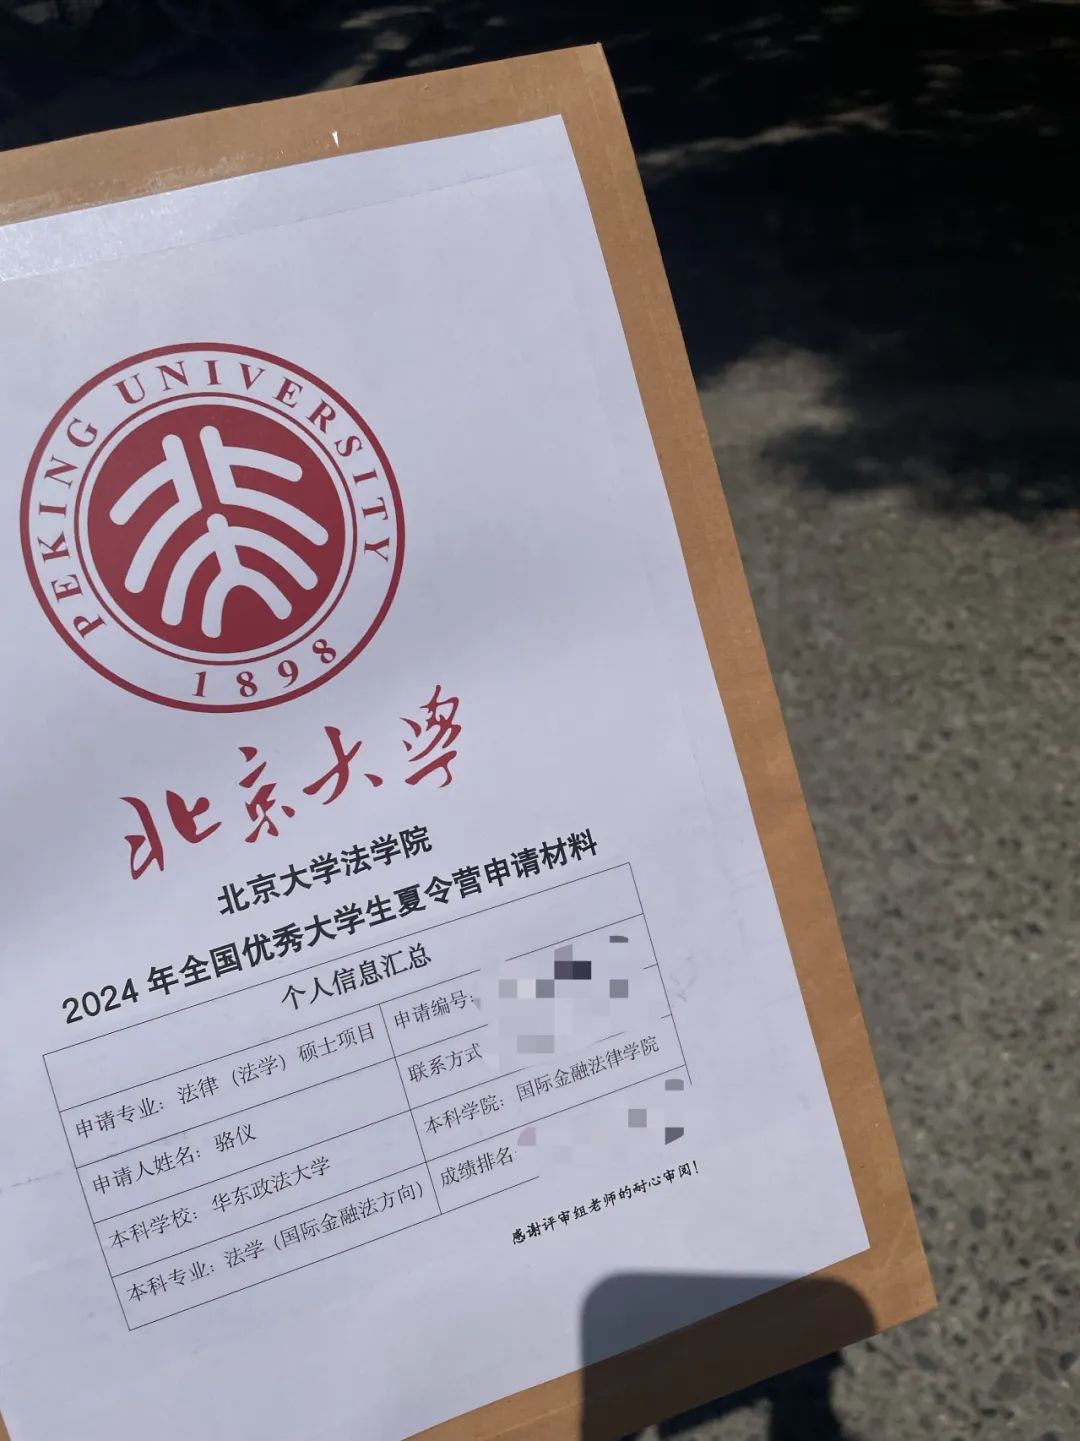 PEKING UNIVERSITY
1898
北京大学
北京大学法学院
2024年全国优秀大学生夏令营申请材料
个人信息汇总
申请专业：法律（法学）硕士项目 申请编号：
申请人姓名：骆仪 联系方式
本科学校：华东政法大学 本科学院：国际金融法律学院
本科专业：法学（国际金融法方向） 成绩排名
感谢评审组老师的耐心审阅！